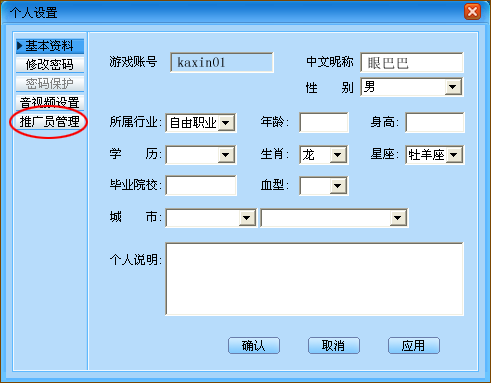 个人设置
基本资料
修改密码
密码保护
音视频设置
推广员管理
游戏账号 kaxin01 中文昵称 眼巴巴
性 别 男
所属行业: 自由职业 年龄: 身高:
学 历: 生肖: 龙 星座: 牡羊座
毕业院校: 血型:
城 市:
个人说明:
确认 取消 应用